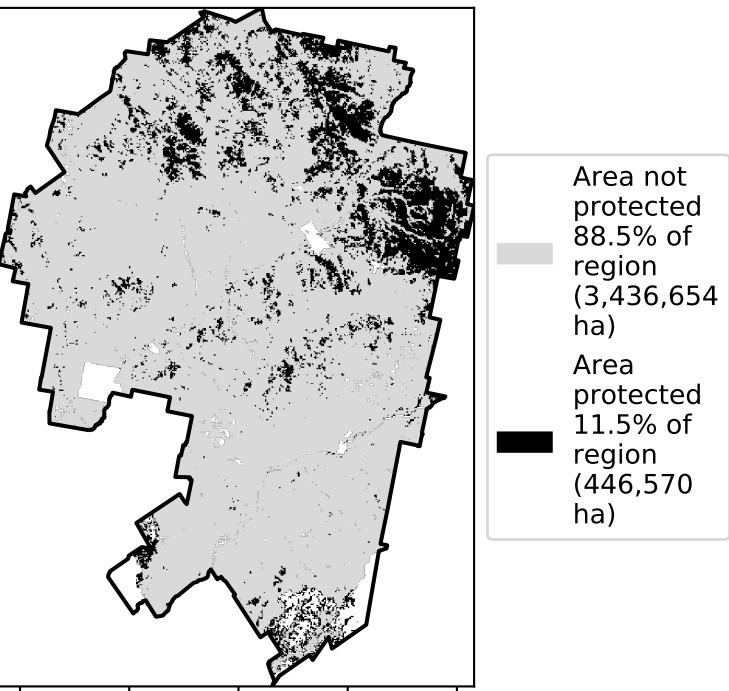 Area not
protected
88.5% of
region
(3,436,654
ha)
Area
protected
11.5% of
region
(446,570
ha)